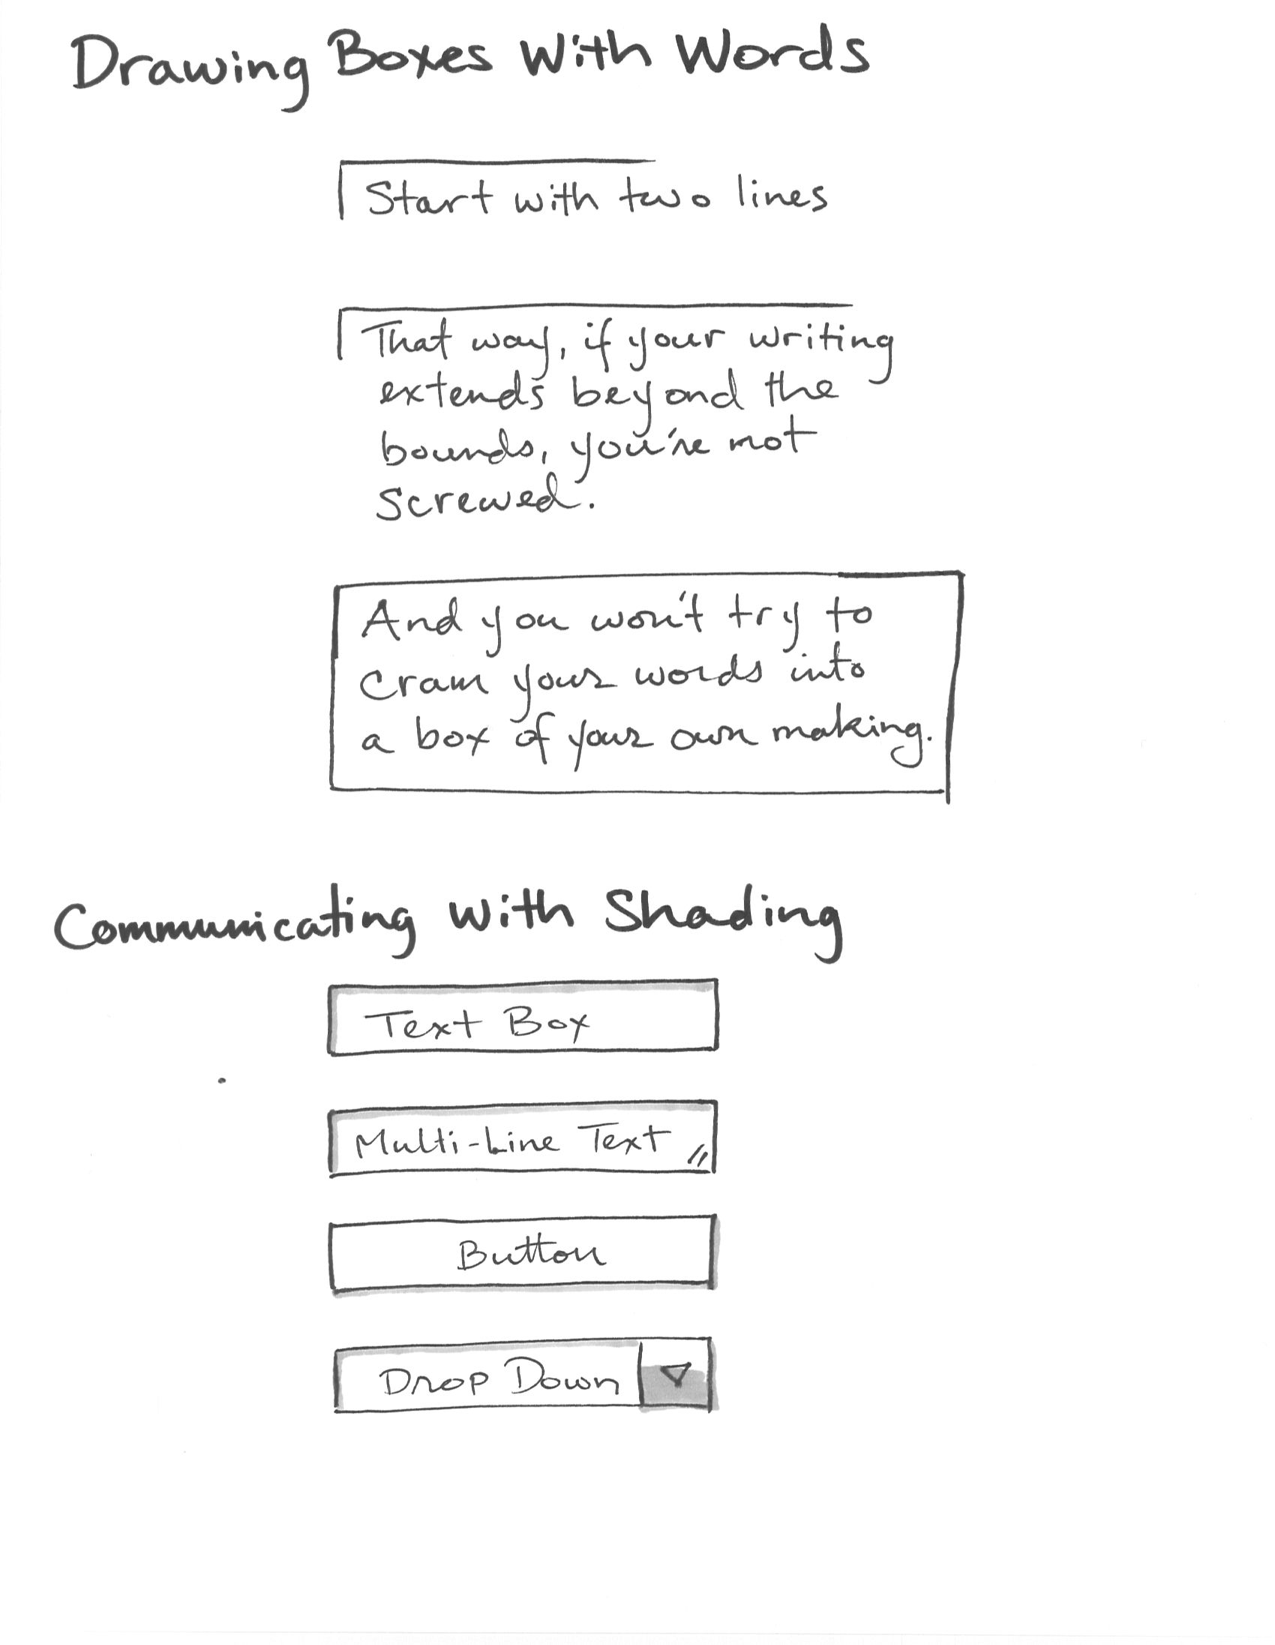 Drawing Boxes With Words
Start with two lines
That way, if your writing
extends beyond the
bounds, you're not
screwed.
And you won't try to
cram your words into
a box of your own making.
Communicating with Shading
Text Box
Multi-Line Text
Button
Drop Down